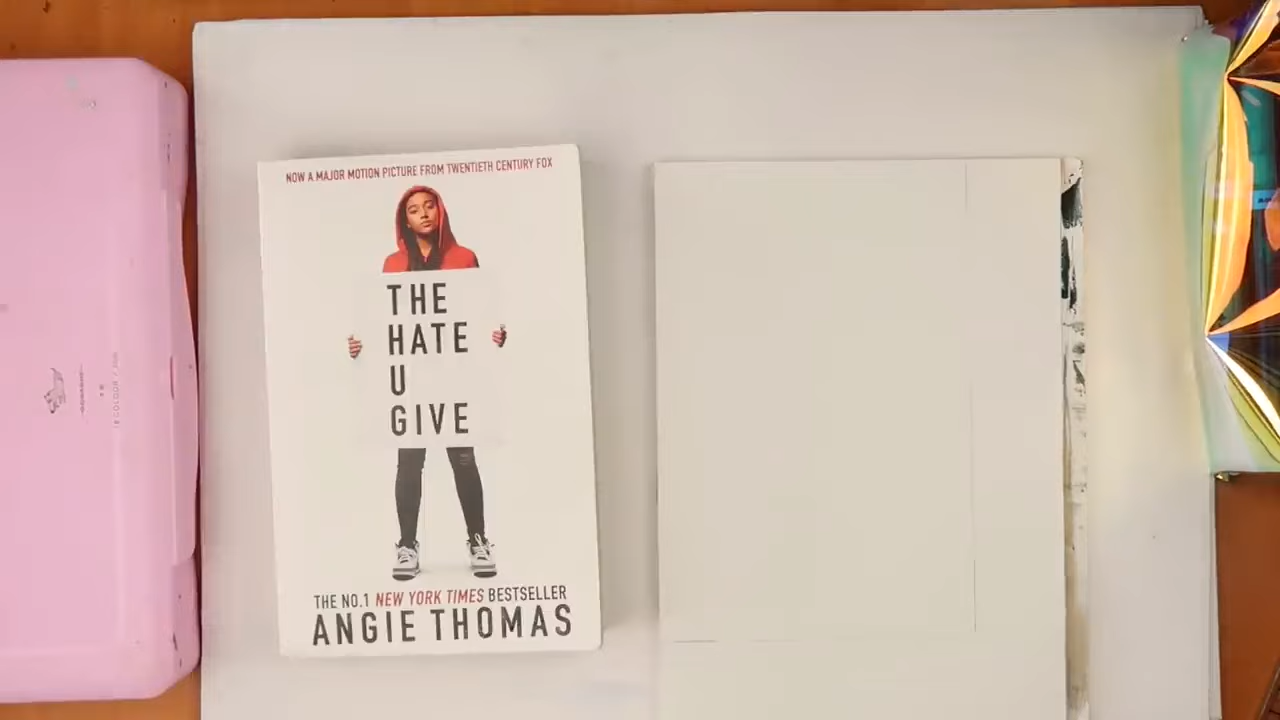 NOW A MAJOR MOTION PICTURE FROM TWENTIETH CENTURY FOX
THE
HATE
U
GIVE
THE NO.1 NEW YORK TIMES BESTSELLER
ANGIE THOMAS